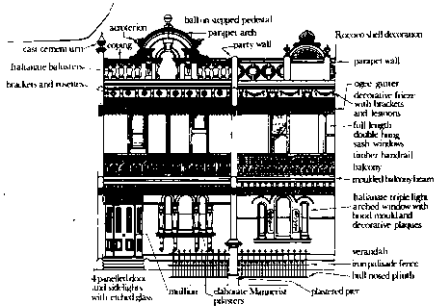 ball on stepped pedestal
acroterion
parapet arch
Rococo shell decoration
coping
party wall
cast cement urn
parapet wall
Italianate balusters
brackets and rosettes
ogee gutter
decorative frieze
with brackets
and festoons
full length
double hung
sash windows
timber handrail
balcony
moulded balcony beam
Italianate triple light
arched window with
hood mould and
decorative plaques
verandah
iron palisade fence
bull nosed plinth
4 panelled door
and sidelights
with etched glass
mullion
elaborate Mannerist
pilasters
plastered pier